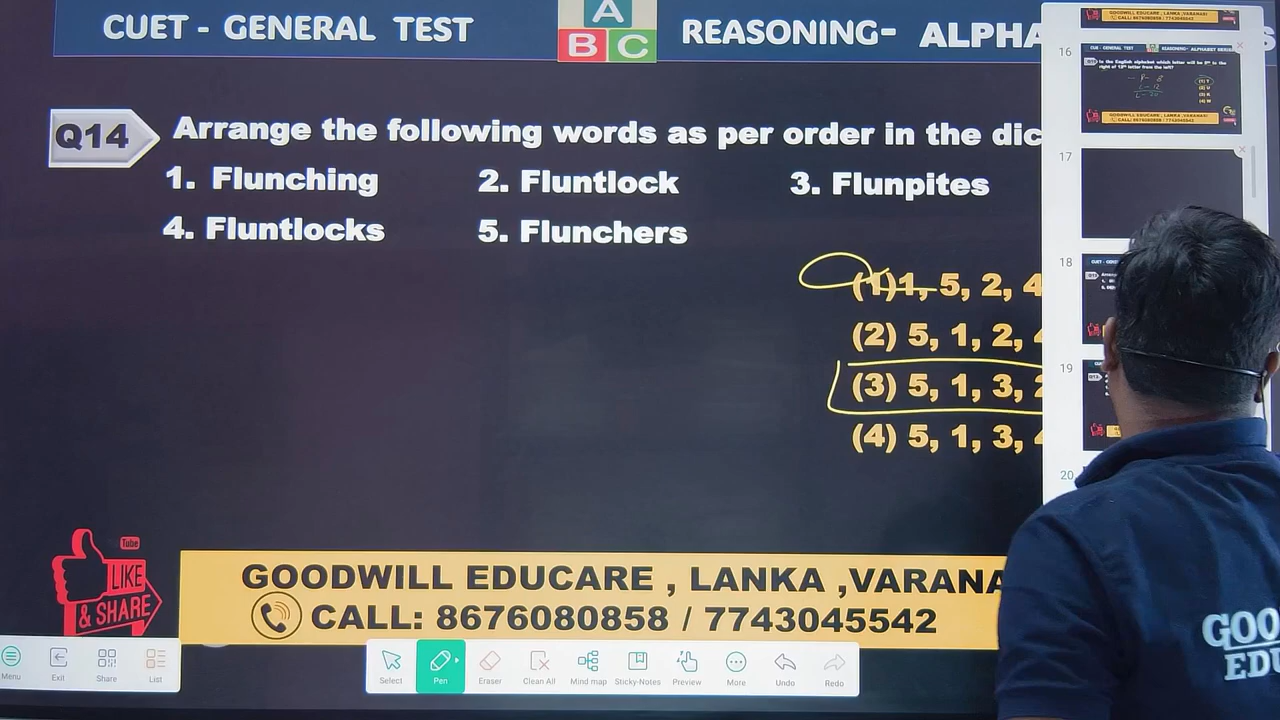 CUET - GENERAL TEST
A
B C
REASONING- ALPHA
Q14 Arrange the following words as per order in the dic
1. Flunching 2. Fluntlock 3. Flunpites
4. Fluntlocks 5. Flunchers
(1) 1, 5, 2, 4
(2) 5, 1, 2,
(3) 5, 1, 3,
(4) 5, 1, 3,
Tube
LIKE
& SHARE
GOODWILL EDUCARE , LANKA ,VARANA
CALL: 8676080858 / 7743045542
Menu Exit Share List
Select Pen Eraser Clean All Mind map Sticky-Notes Preview More Undo Redo
16
17
18
19
20
GOO
EDU